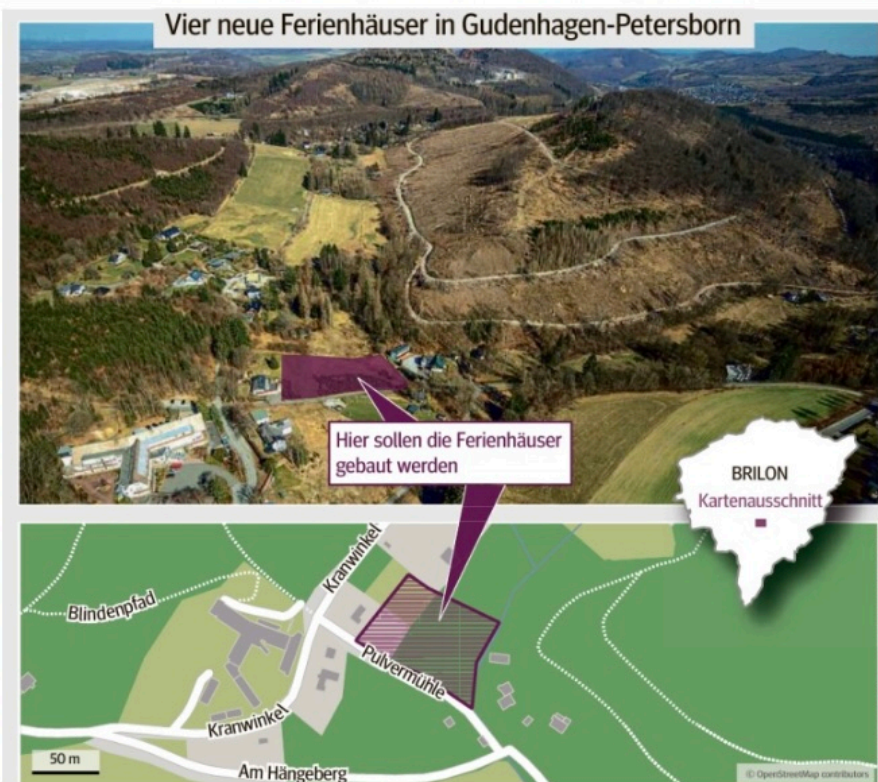 Vier neue Ferienhäuser in Gudenhagen-Petersborn
Hier sollen die Ferienhäuser
gebaut werden
BRILON
Kartenausschnitt
Kranwinkel
Blindenpfad
Pulvermühle
Kranwinkel
50 m
Am Hängeberg
© OpenStreetMap contributors